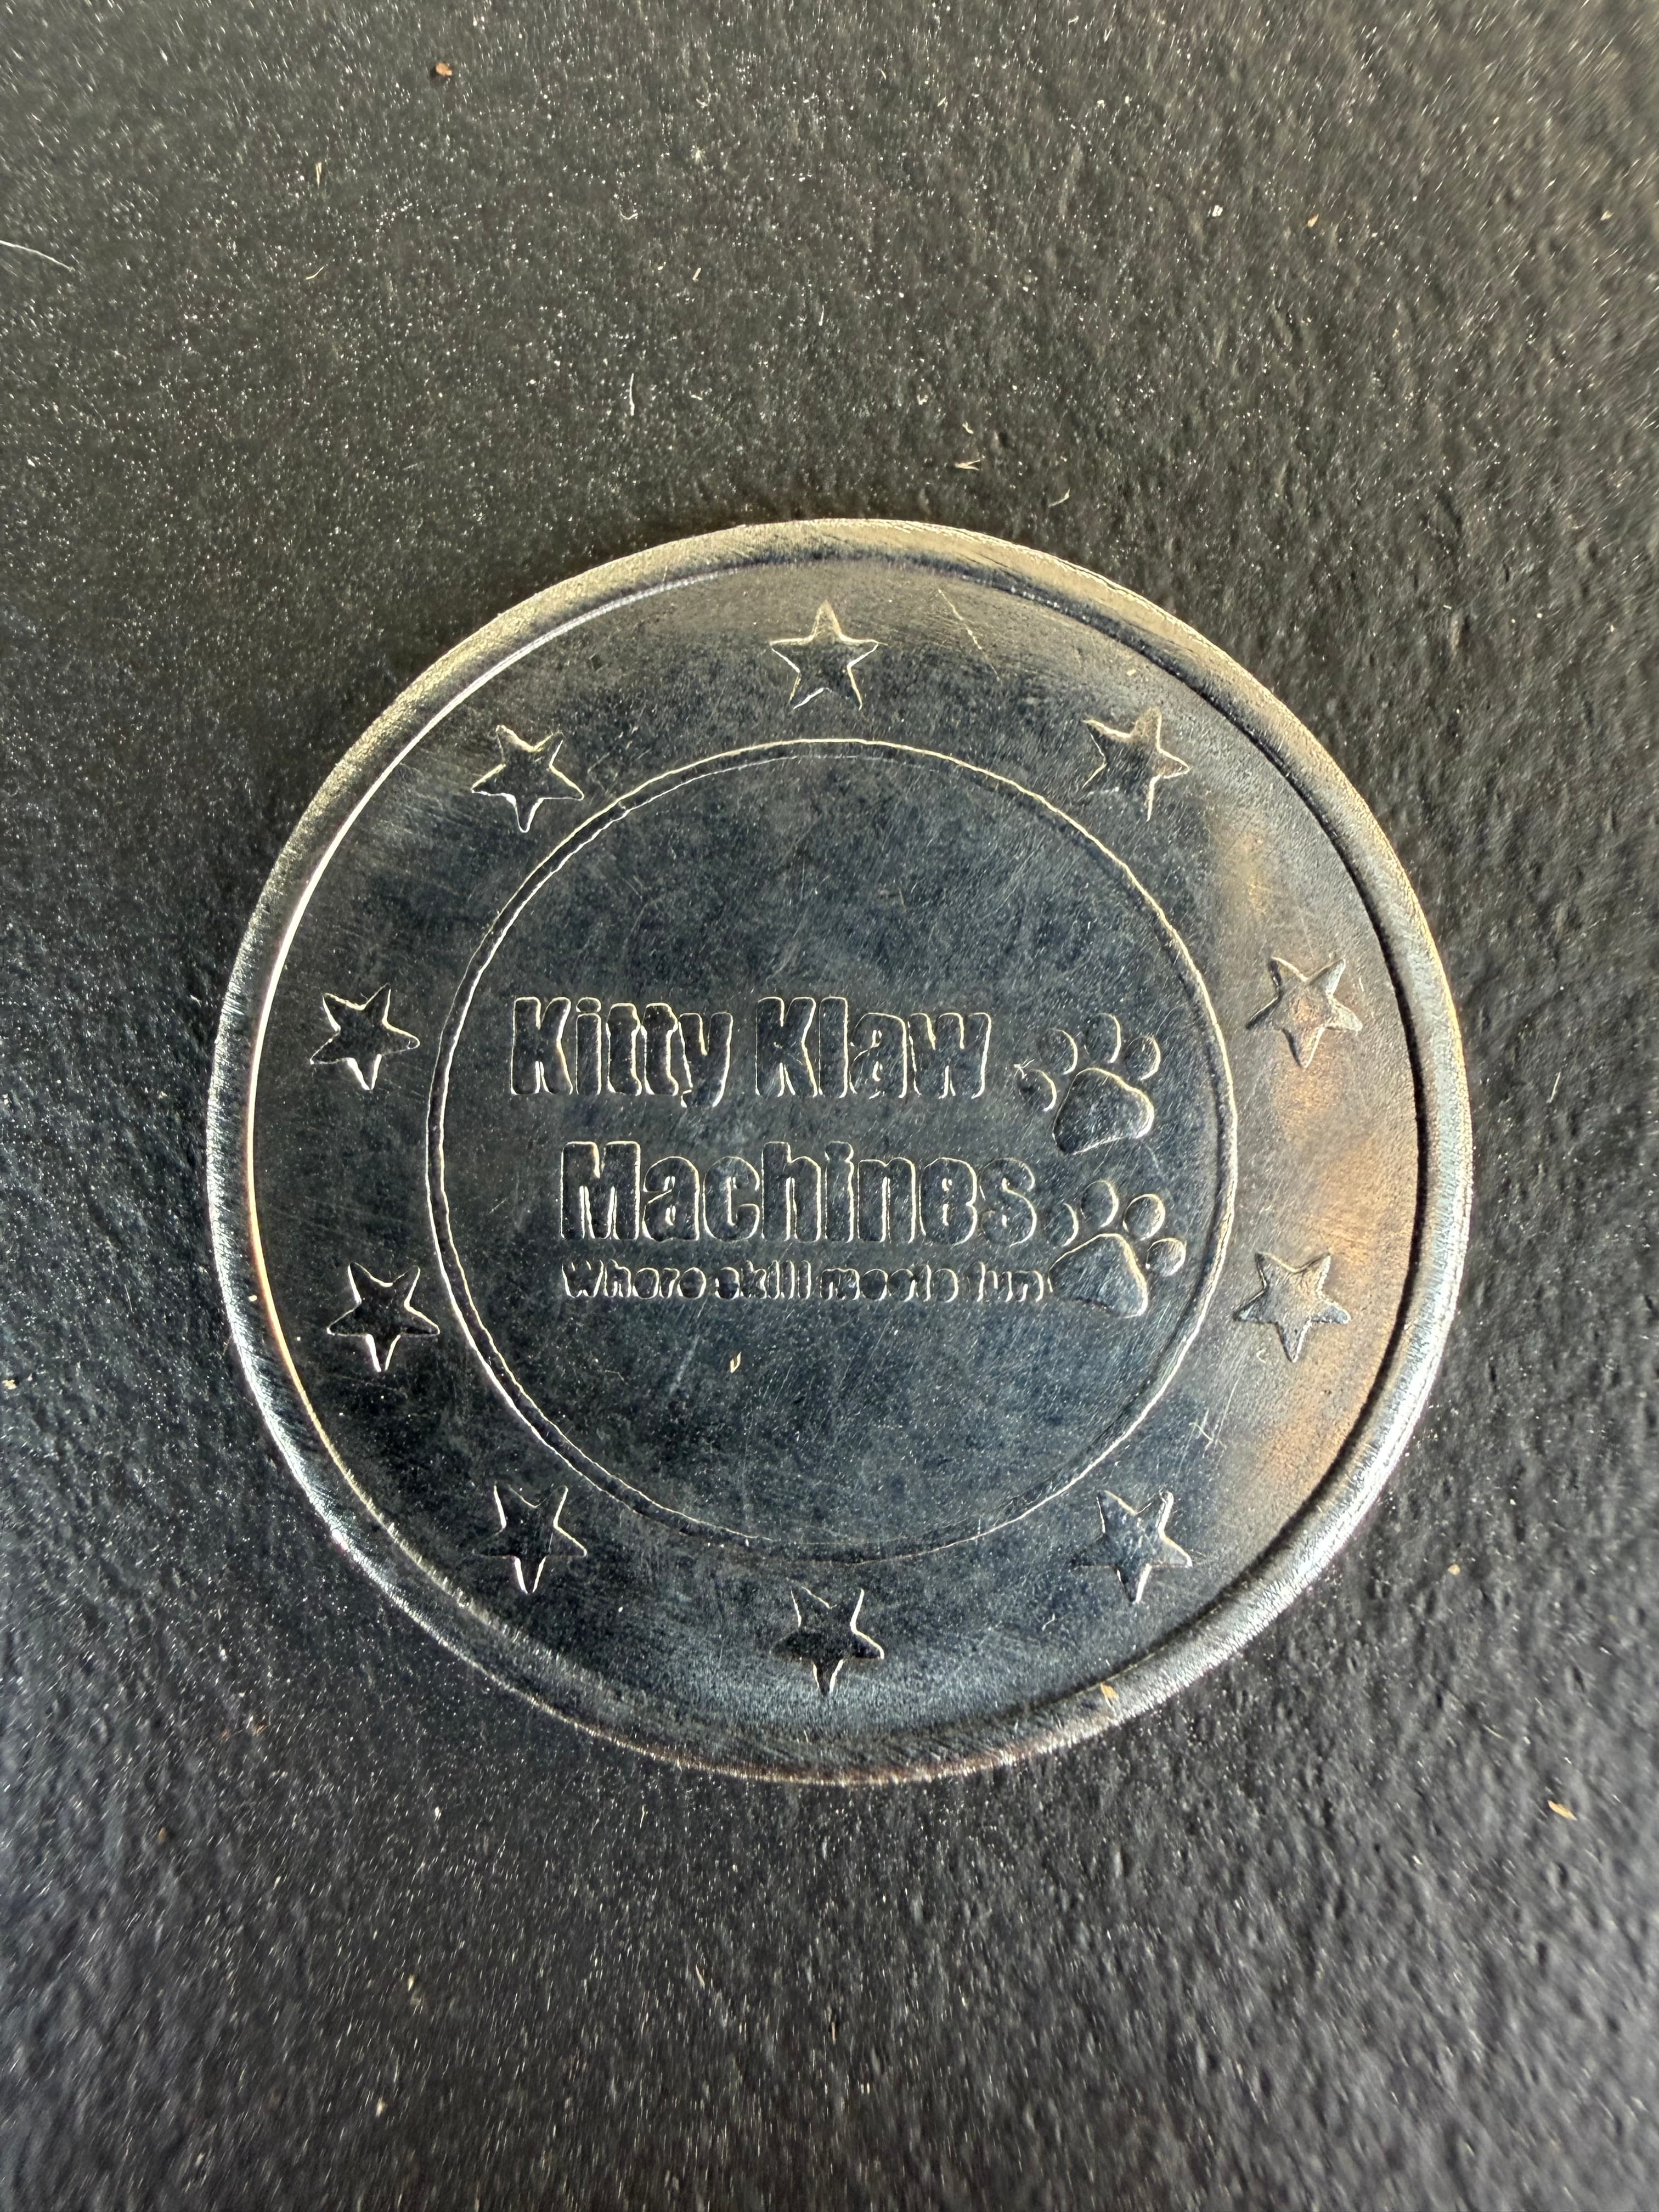 Kitty Klaw
Machines
Where skill meets fun